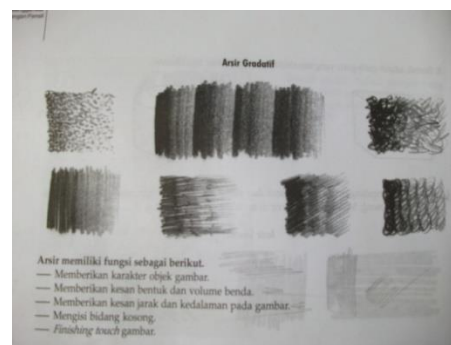 Arsir Gradatif
Arsir memiliki fungsi sebagai berikut.
— Memberikan karakter objek gambar.
— Memberikan kesan bentuk dan volume benda.
— Memberikan kesan jarak dan kedalaman pada gambar.
— Mengisi bidang kosong.
— Finishing touch gambar.